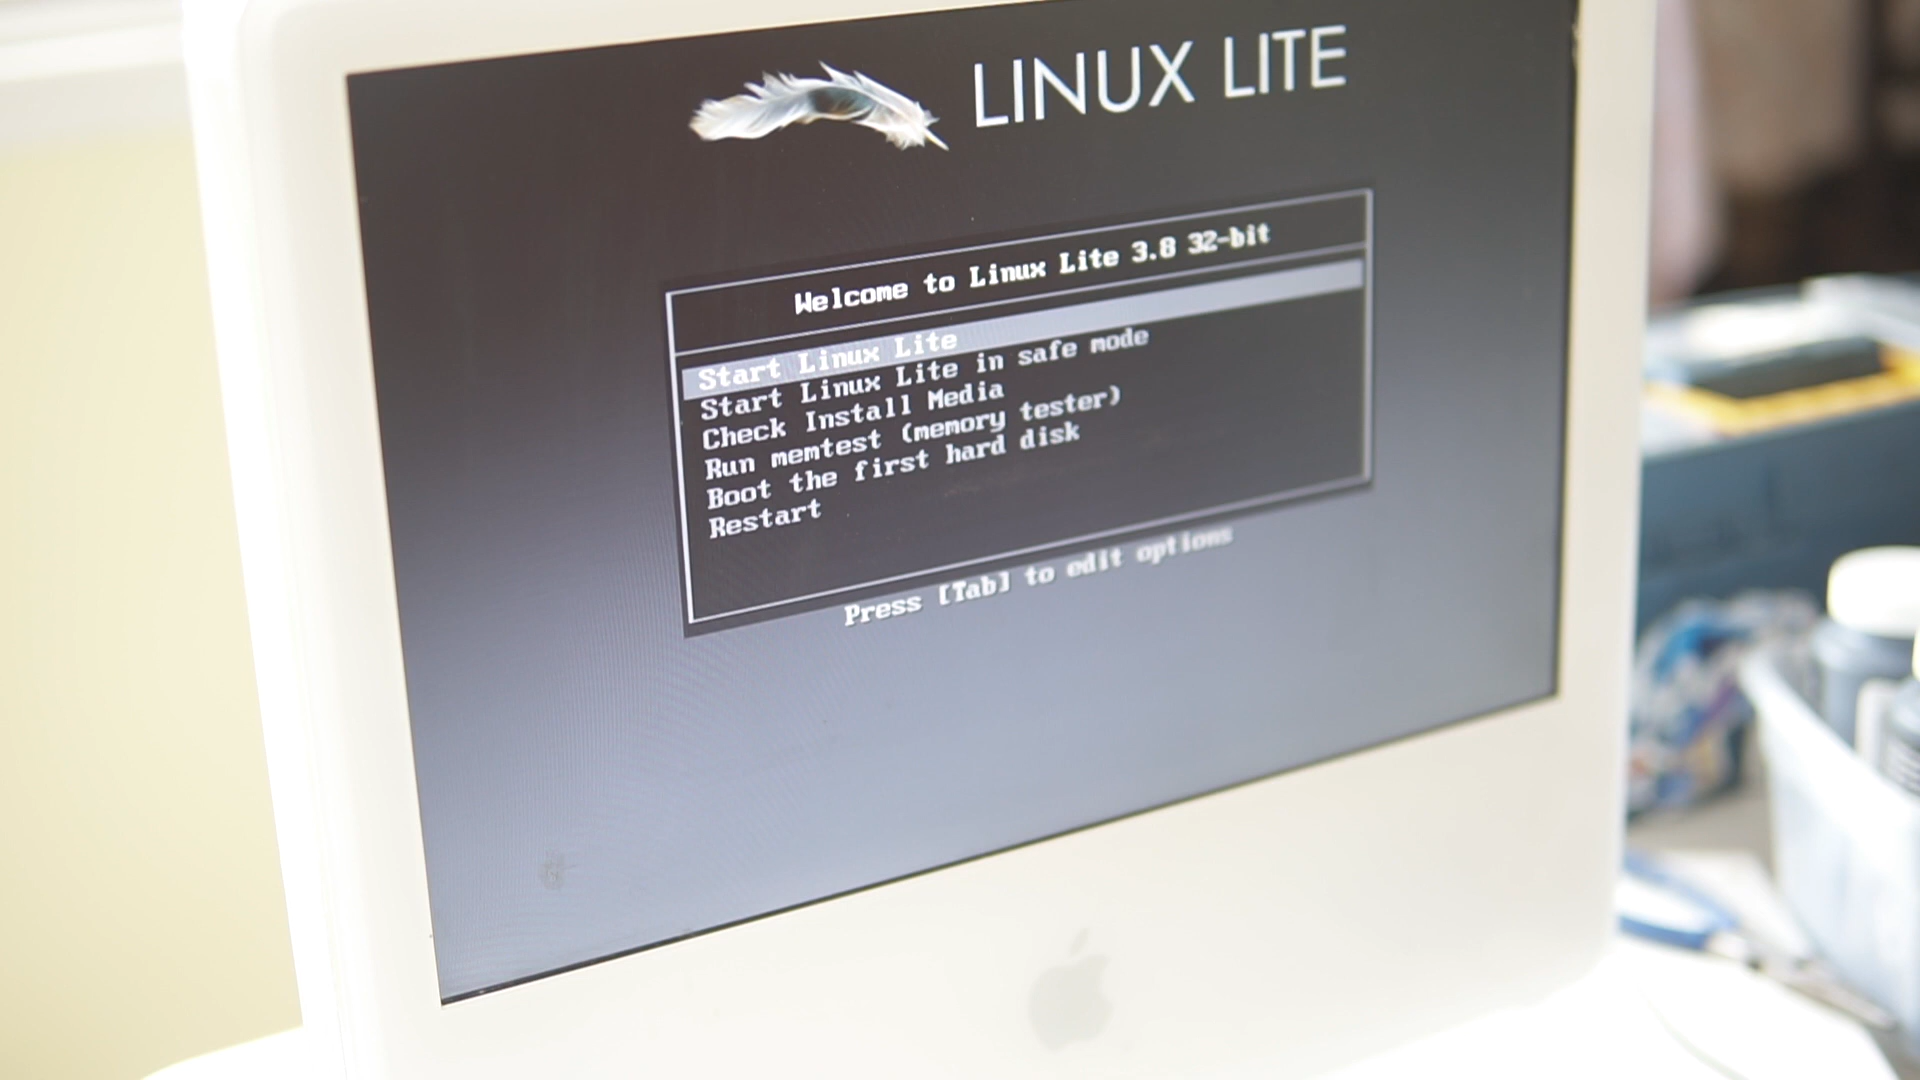 LINUX LITE
Welcome to Linux Lite 3.8 32-bit
Start Linux Lite
Start Linux Lite in safe mode
Check Install Media
Run memtest (memory tester)
Boot the first hard disk
Restart
Press [Tab] to edit options